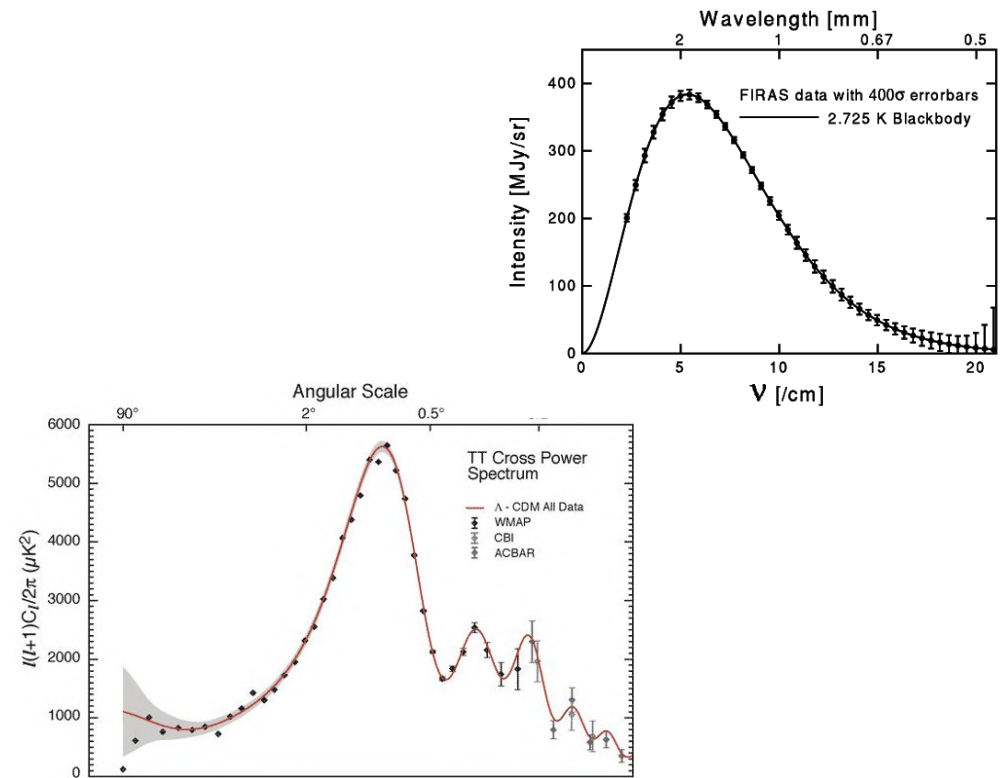 Wavelength [mm]
2 1 0.67 0.5
400
300
200
100
0
Intensity [MJy/sr]
FIRAS data with 400σ errorbars
2.725 K Blackbody
0 5 10 15 20
ν [/cm]
Angular Scale
90° 2° 0.5°
6000
5000
4000
3000
2000
1000
0
l(l+1)Cl/2π (μK²)
TT Cross Power
Spectrum
Λ - CDM All Data
WMAP
CBI
ACBAR